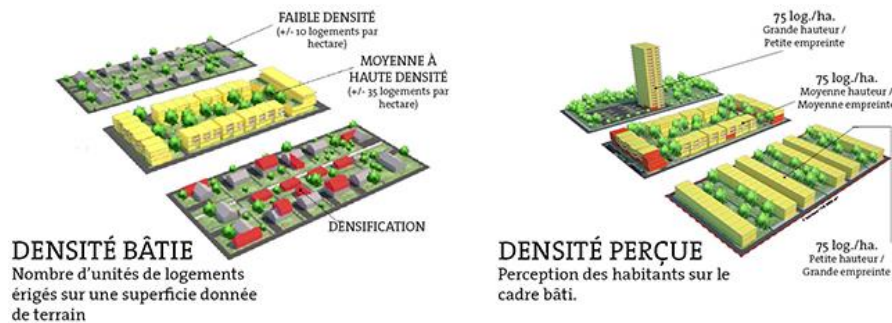 FAIBLE DENSITÉ
(+/- 10 logements par
hectare)
MOYENNE À
HAUTE DENSITÉ
(+/- 35 logements par
hectare)
DENSIFICATION
DENSITÉ BÂTIE
Nombre d'unités de logements
érigés sur une superficie donnée
de terrain
75 log./ha.
Grande hauteur /
Petite empreinte
75 log./ha.
Moyenne hauteur /
Moyenne empreinte
75 log./ha.
Petite hauteur /
Grande empreinte
DENSITÉ PERÇUE
Perception des habitants sur le
cadre bâti.